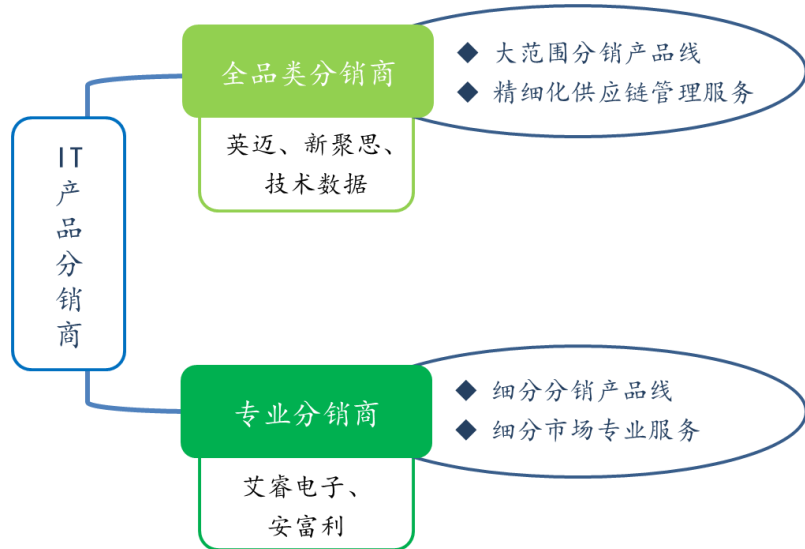 IT产品分销商
全品类分销商
英迈、新聚思、
技术数据
◆ 大范围分销产品线
◆ 精细化供应链管理服务
专业分销商
艾睿电子、
安富利
◆ 细分分销产品线
◆ 细分市场专业服务